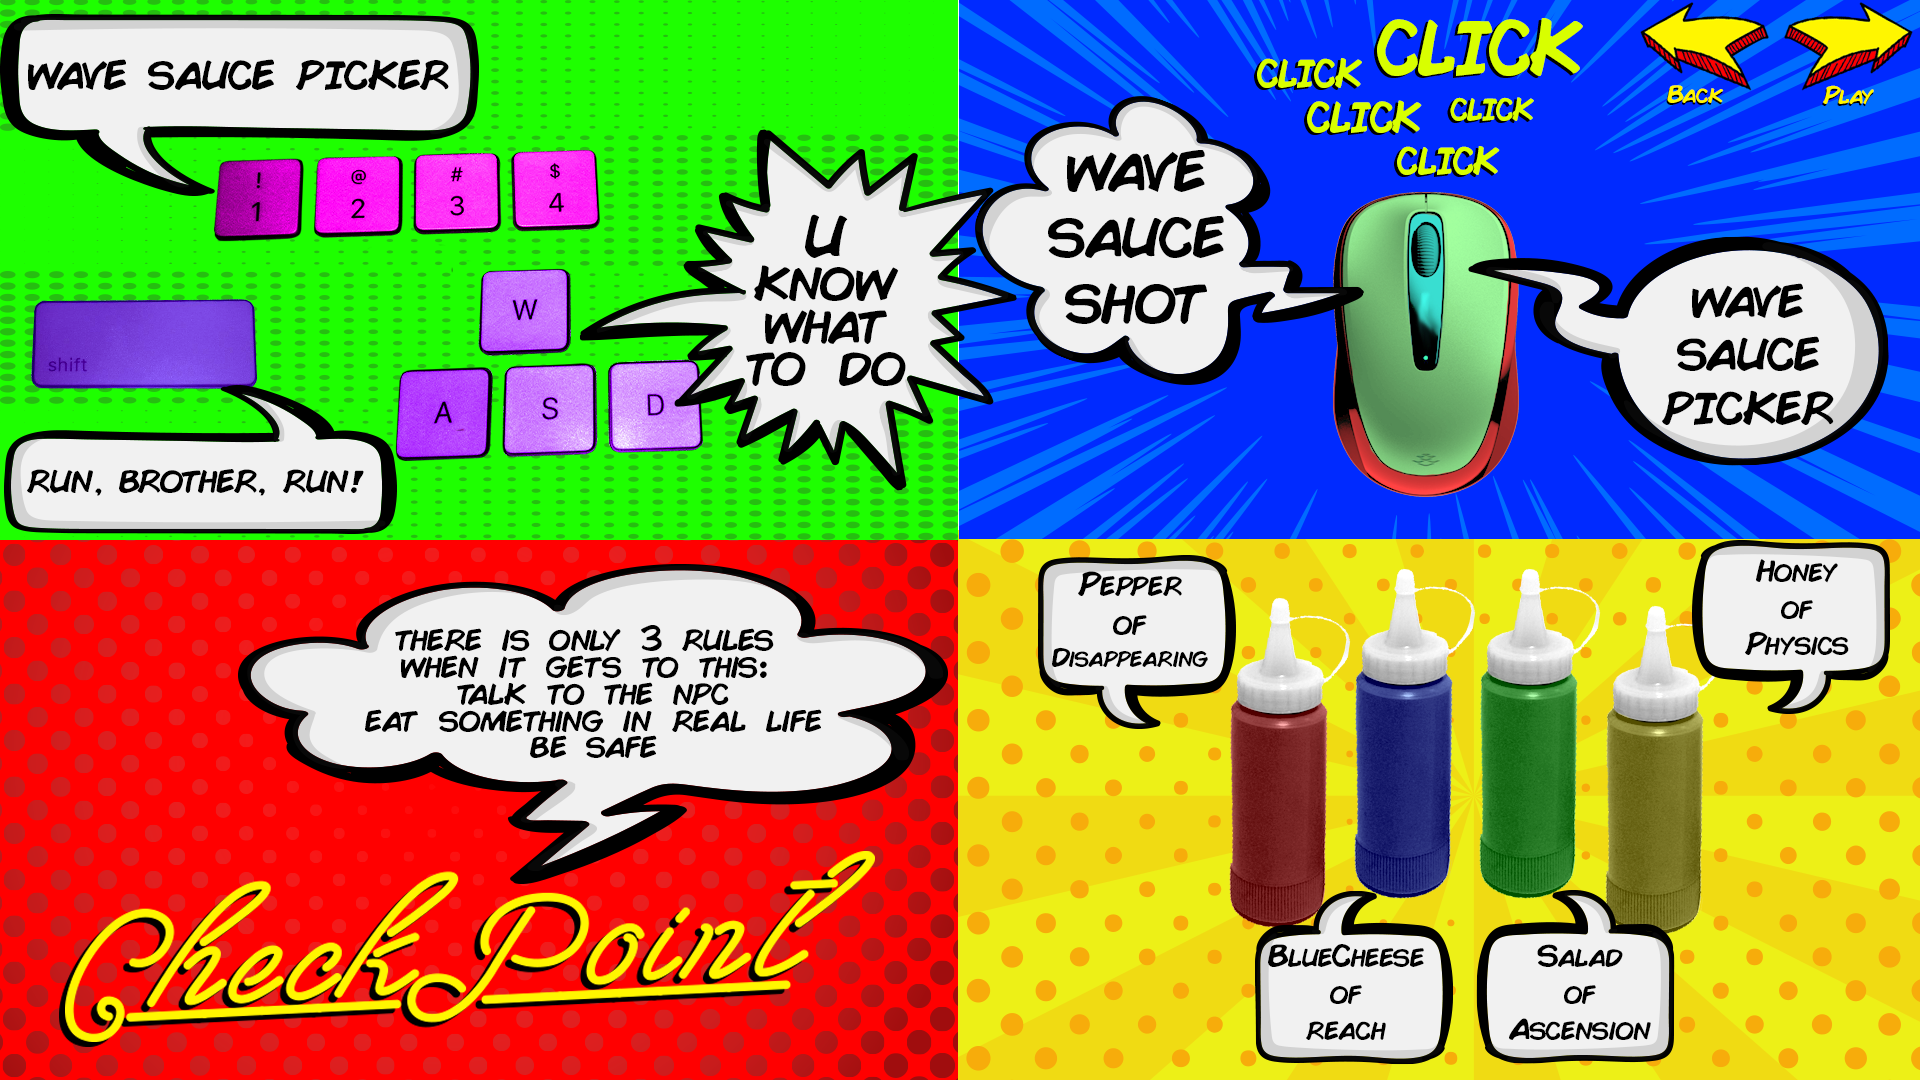 WAVE SAUCE PICKER
!
1
@
2
#
3
$
4
W
A
S
D
shift
U
KNOW
WHAT
TO DO
RUN, BROTHER, RUN!
CLICK
CLICK
CLICK
CLICK
CLICK
BACK
PLAY
WAVE
SAUCE
SHOT
WAVE
SAUCE
PICKER
THERE IS ONLY 3 RULES
WHEN IT GETS TO THIS:
TALK TO THE NPC
EAT SOMETHING IN REAL LIFE
BE SAFE
CheckPoint
PEPPER
OF
DISAPPEARING
HONEY
OF
PHYSICS
BLUECHEESE
OF
REACH
SALAD
OF
ASCENSION